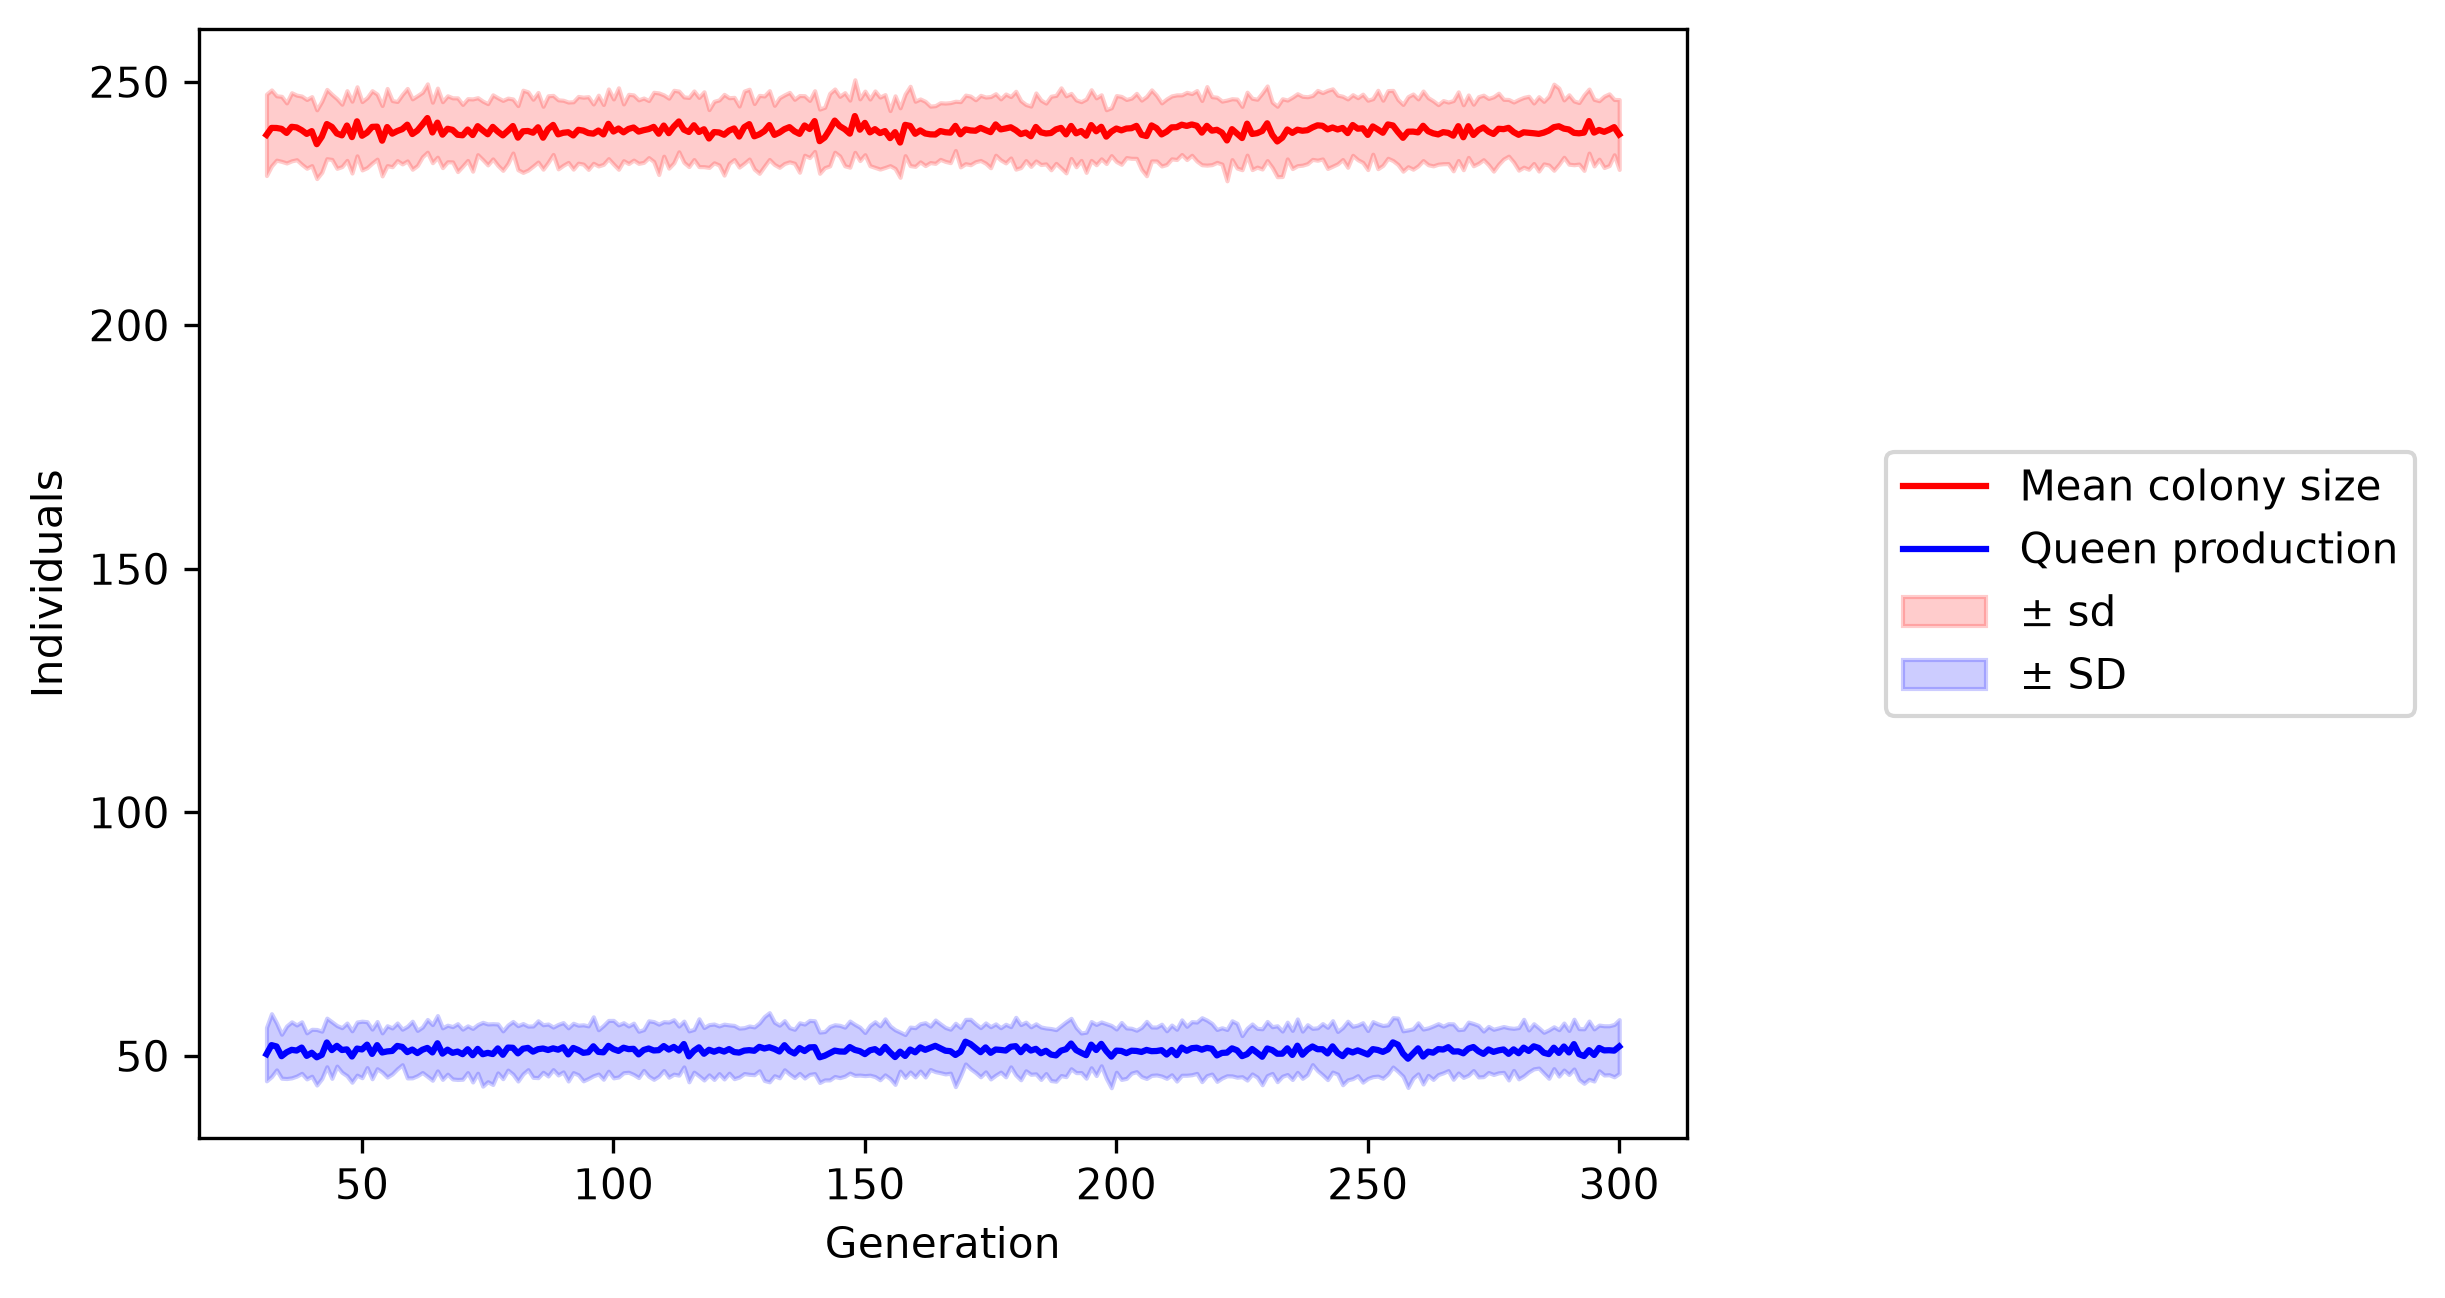 250
200
150
100
50
Individuals
50 100 150 200 250 300
Generation
Mean colony size
Queen production
± sd
± SD